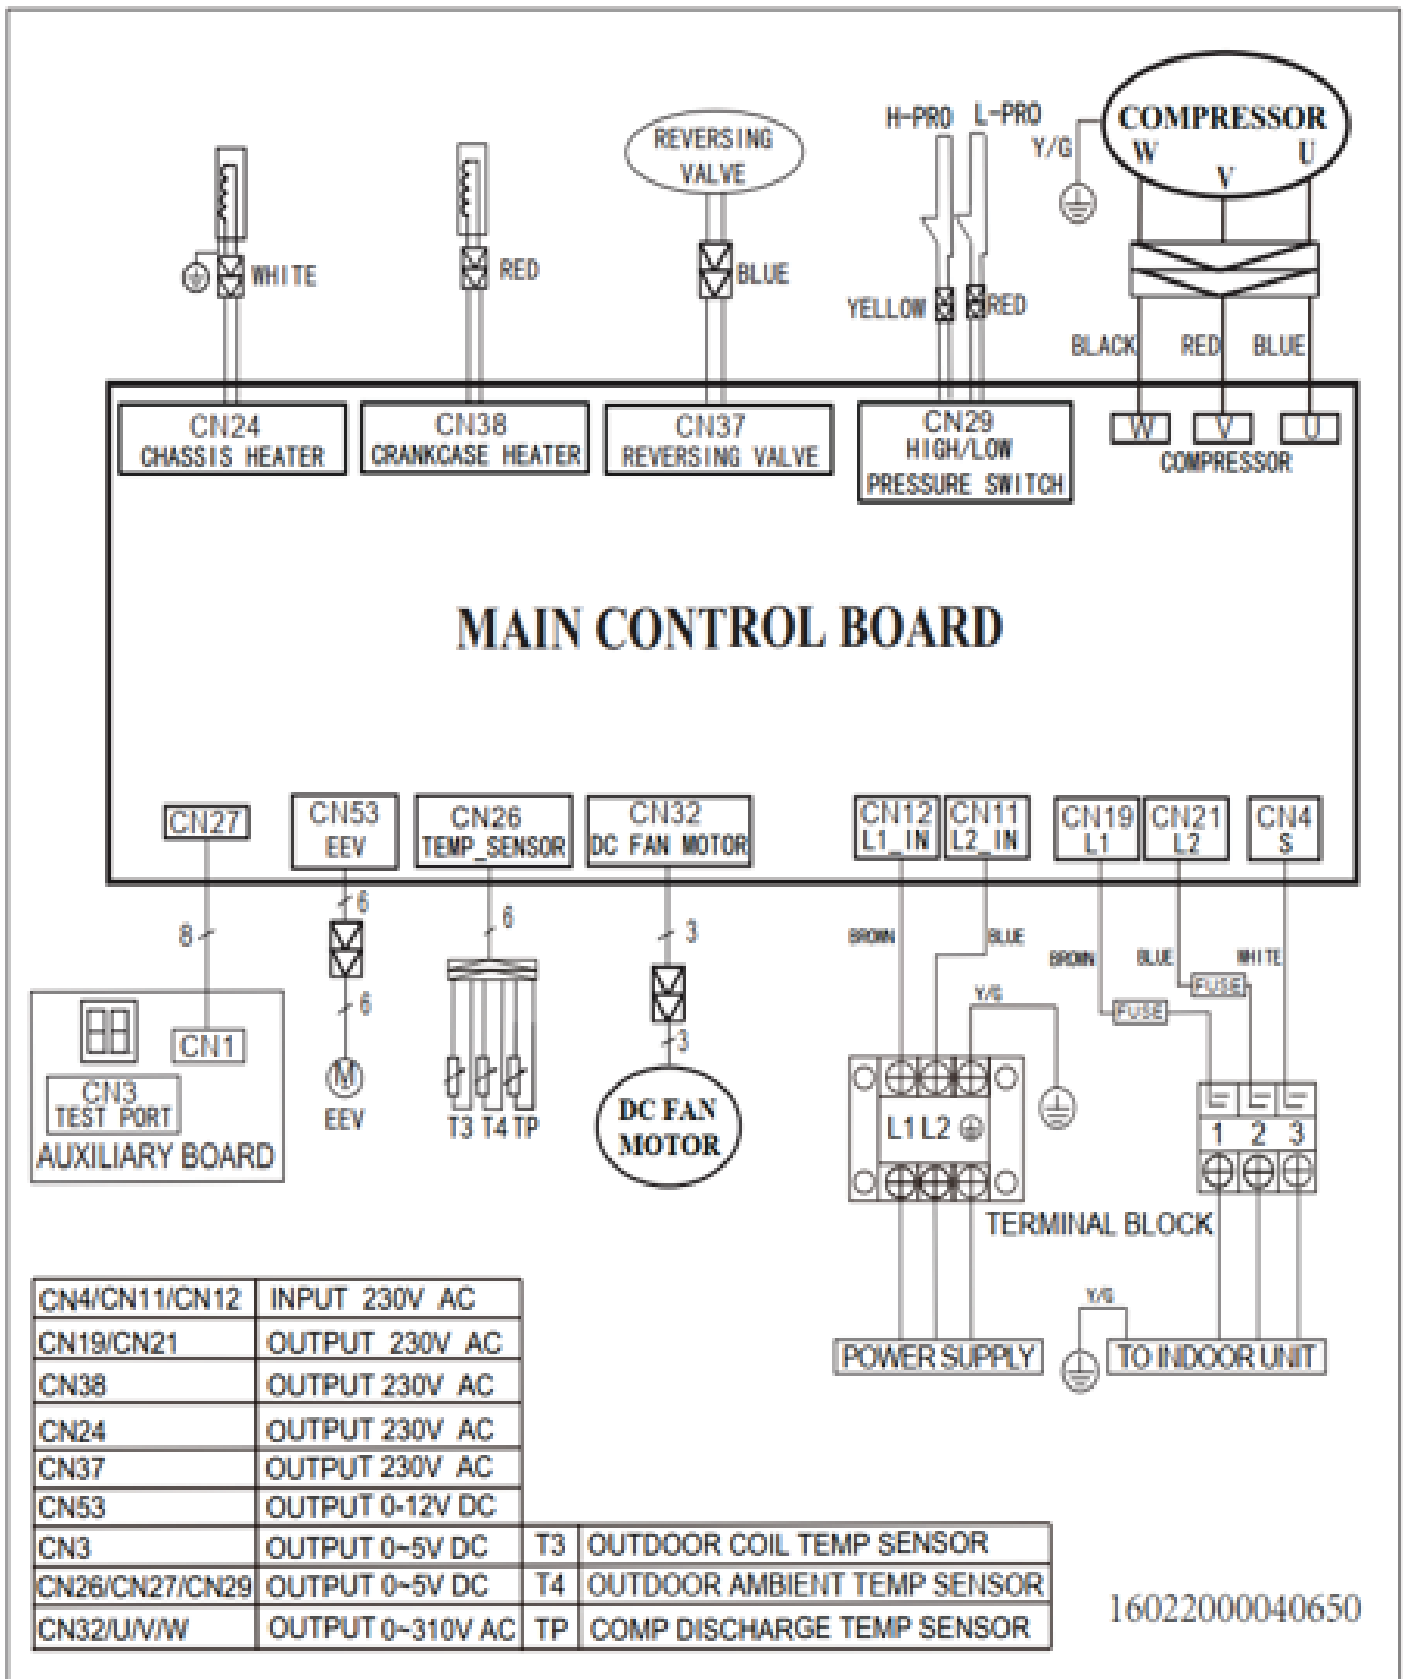 H-PRO L-PRO
COMPRESSOR
W V U
Y/G
REVERSING
VALVE
WHITE
RED
BLUE
YELLOW
RED
BLACK
RED
BLUE
CN24
CHASSIS HEATER
CN38
CRANKCASE HEATER
CN37
REVERSING VALVE
CN29
HIGH/LOW
PRESSURE SWITCH
W V U
COMPRESSOR
MAIN CONTROL BOARD
CN27
CN53
EEV
CN26
TEMP_SENSOR
CN32
DC FAN MOTOR
CN12
L1_IN
CN11
L2_IN
CN19
L1
CN21
L2
CN4
S
8
6
6
3
BROWN
BLUE
BROWN
BLUE
WHITE
6
3
Y/G
FUSE
FUSE
CN1
CN3
TEST PORT
AUXILIARY BOARD
M
EEV
T3 T4 TP
DC FAN
MOTOR
L1 L2
1 2 3
TERMINAL BLOCK
Y/G
POWER SUPPLY
TO INDOOR UNIT
CN4/CN11/CN12 INPUT 230V AC
CN19/CN21 OUTPUT 230V AC
CN38 OUTPUT 230V AC
CN24 OUTPUT 230V AC
CN37 OUTPUT 230V AC
CN53 OUTPUT 0-12V DC
CN3 OUTPUT 0~5V DC T3 OUTDOOR COIL TEMP SENSOR
CN26/CN27/CN29 OUTPUT 0~5V DC T4 OUTDOOR AMBIENT TEMP SENSOR
CN32/U/V/W OUTPUT 0~310V AC TP COMP DISCHARGE TEMP SENSOR
16022000040650